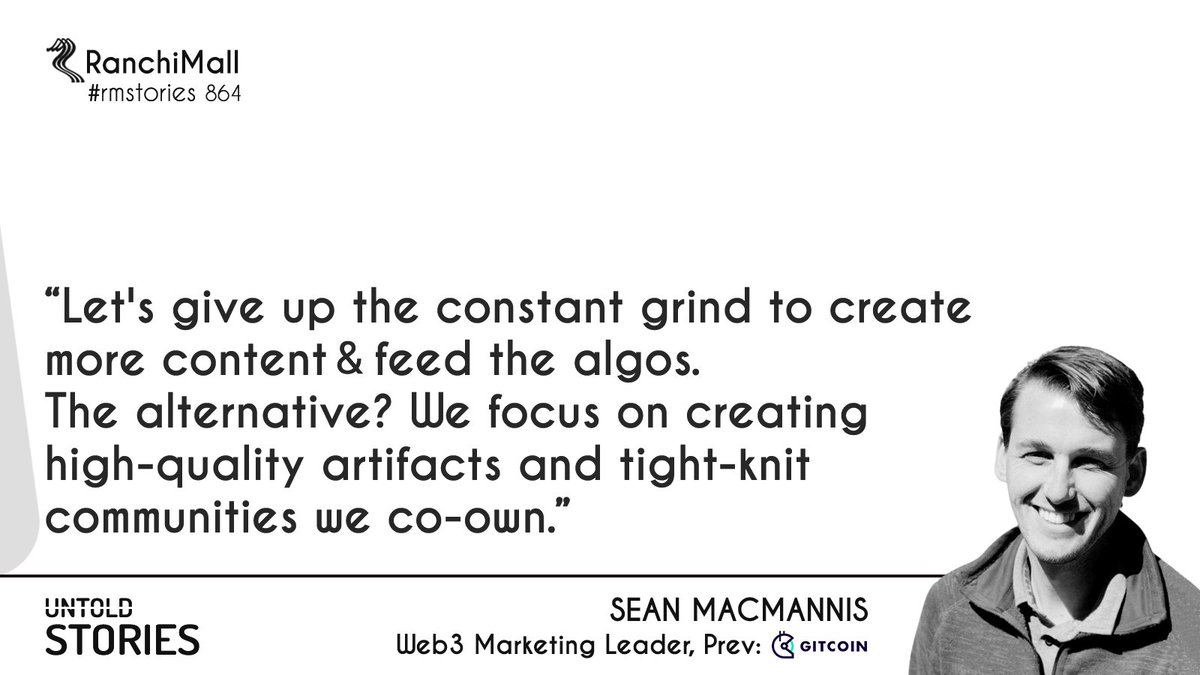 RanchiMall
#rmstories 864
“Let's give up the constant grind to create
more content & feed the algos.
The alternative? We focus on creating
high-quality artifacts and tight-knit
communities we co-own.”
UNTOLD
STORIES
SEAN MACMANNIS
Web3 Marketing Leader, Prev: GITCOIN